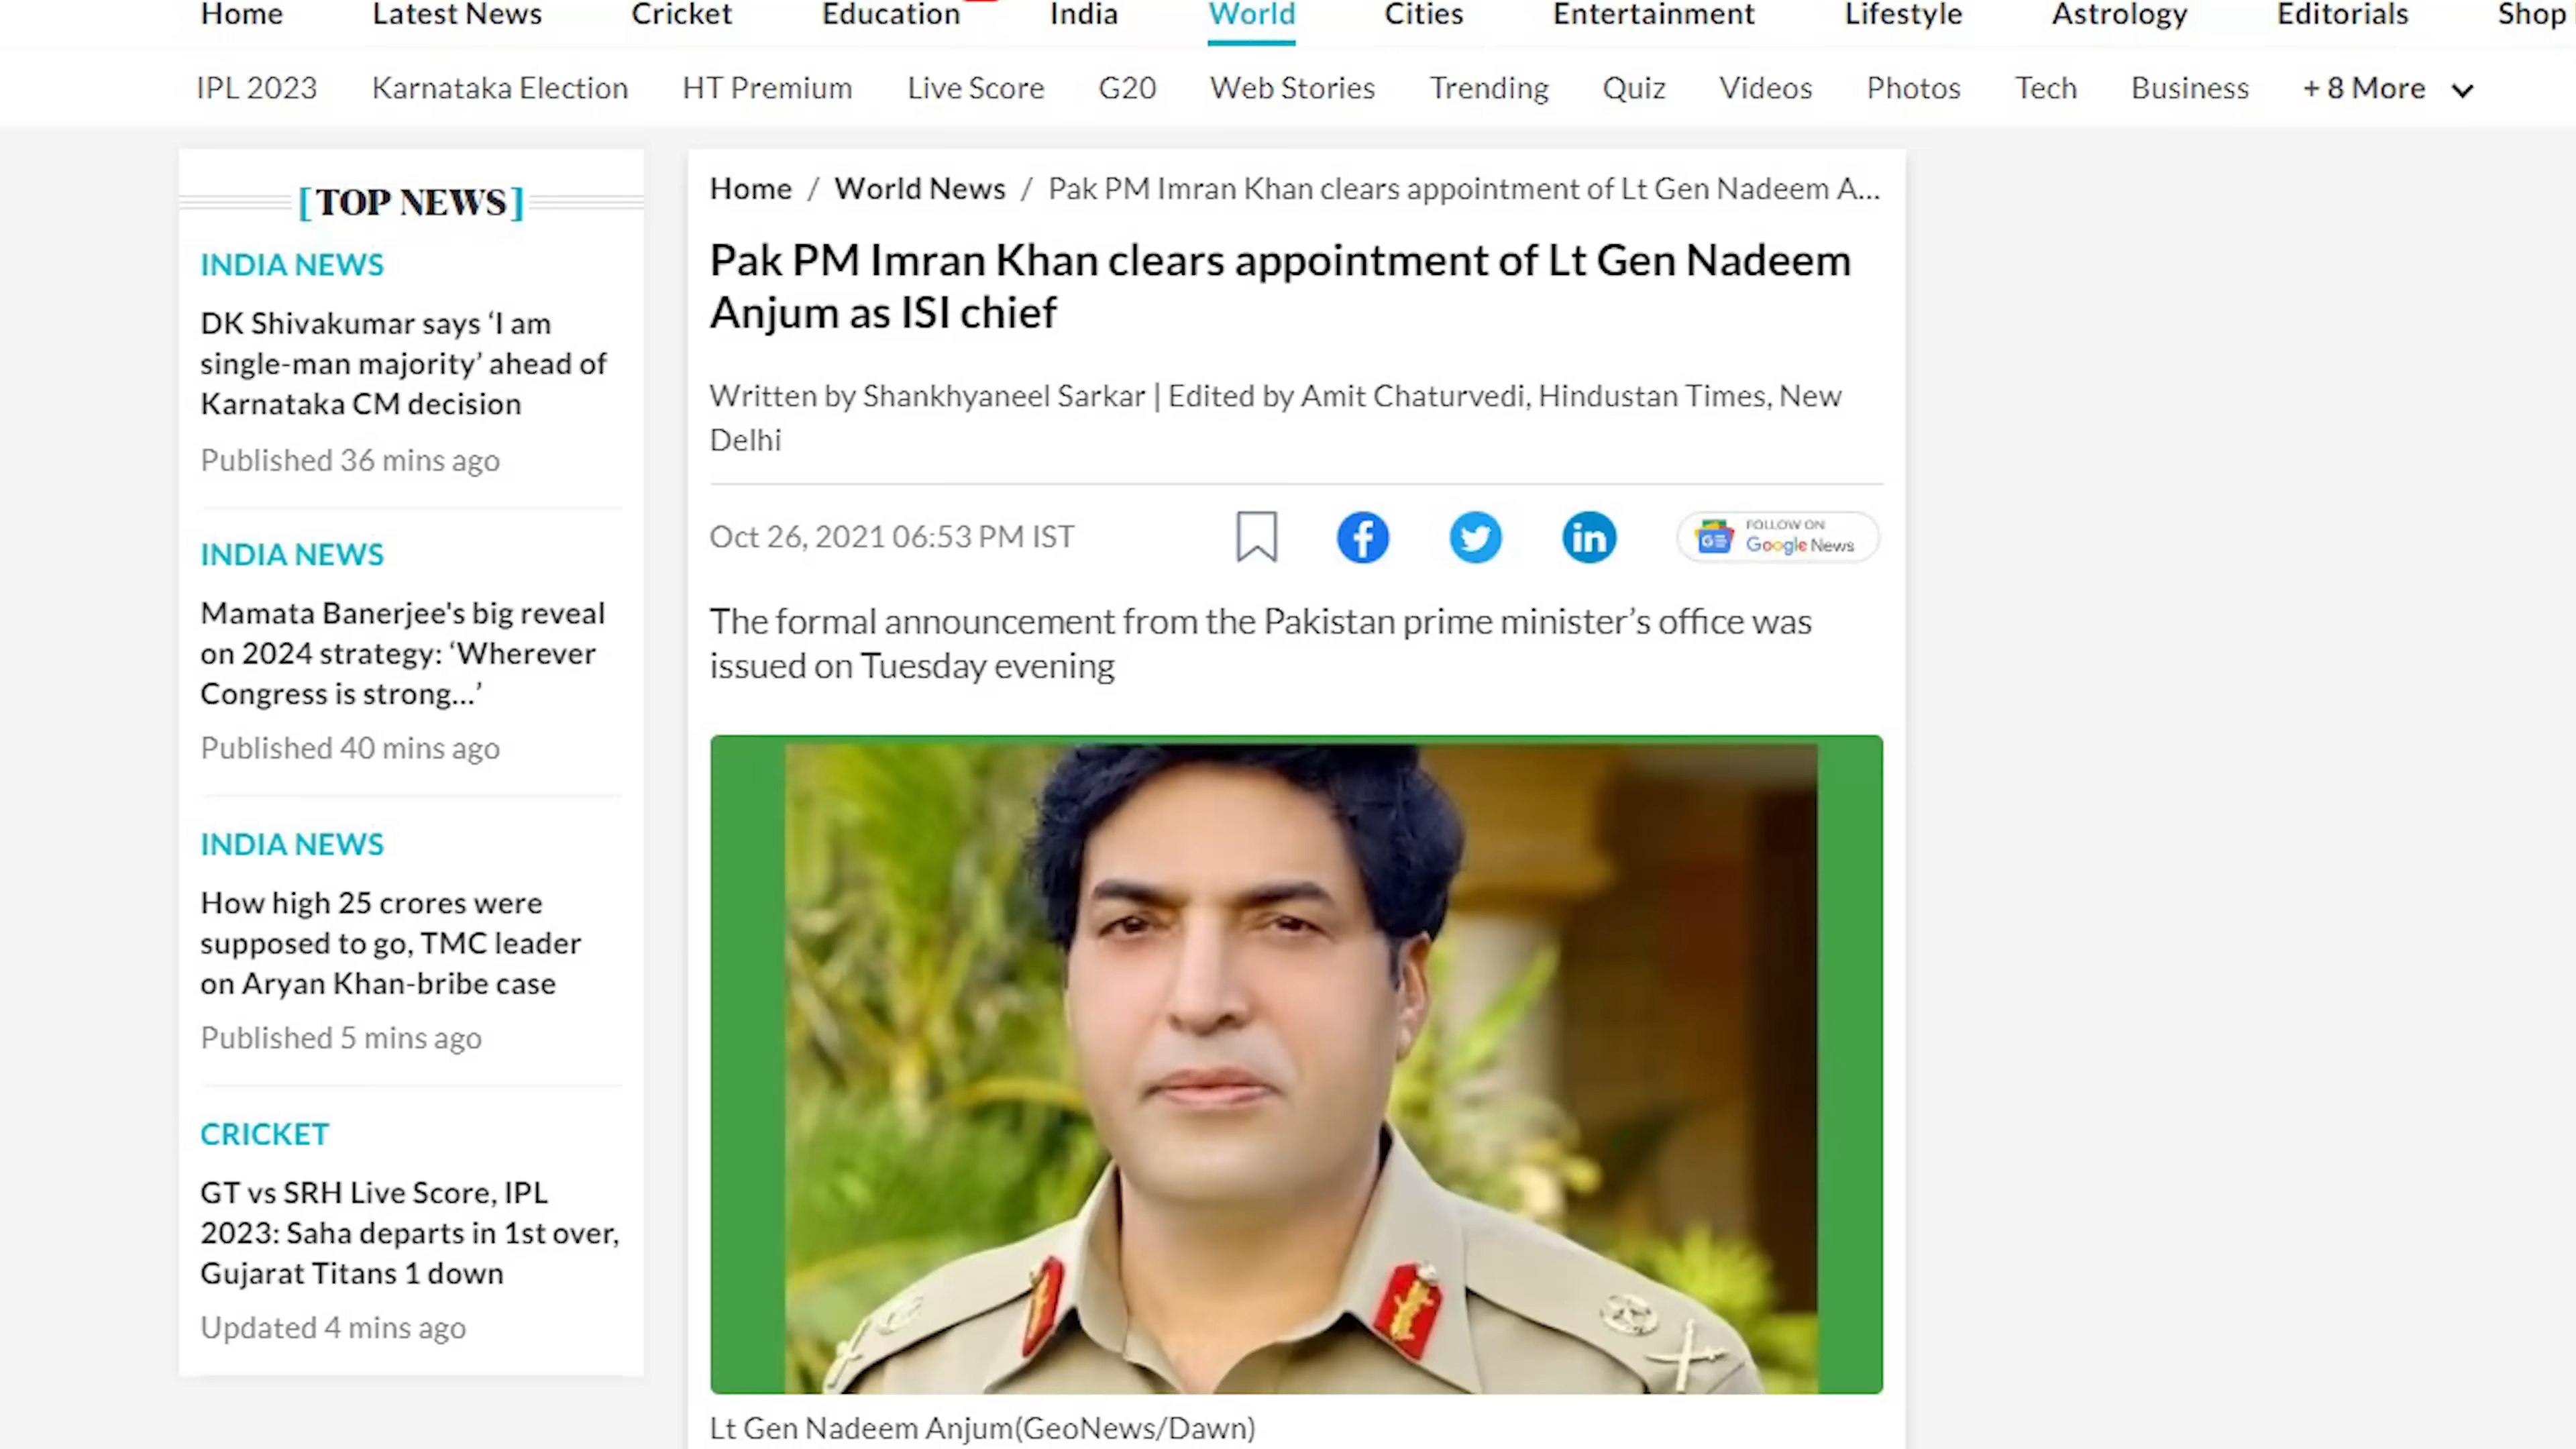 Home Latest News Cricket Education India World Cities Entertainment Lifestyle Astrology Editorials Shop
IPL 2023 Karnataka Election HT Premium Live Score G20 Web Stories Trending Quiz Videos Photos Tech Business + 8 More
[TOP NEWS]
INDIA NEWS
DK Shivakumar says ‘I am
single-man majority’ ahead of
Karnataka CM decision
Published 36 mins ago
INDIA NEWS
Mamata Banerjee's big reveal
on 2024 strategy: ‘Wherever
Congress is strong...’
Published 40 mins ago
INDIA NEWS
How high 25 crores were
supposed to go, TMC leader
on Aryan Khan-bribe case
Published 5 mins ago
CRICKET
GT vs SRH Live Score, IPL
2023: Saha departs in 1st over,
Gujarat Titans 1 down
Updated 4 mins ago
Home / World News / Pak PM Imran Khan clears appointment of Lt Gen Nadeem A...
Pak PM Imran Khan clears appointment of Lt Gen Nadeem
Anjum as ISI chief
Written by Shankhyaneel Sarkar | Edited by Amit Chaturvedi, Hindustan Times, New
Delhi
Oct 26, 2021 06:53 PM IST
FOLLOW ON
Google News
The formal announcement from the Pakistan prime minister’s office was
issued on Tuesday evening
Lt Gen Nadeem Anjum(GeoNews/Dawn)